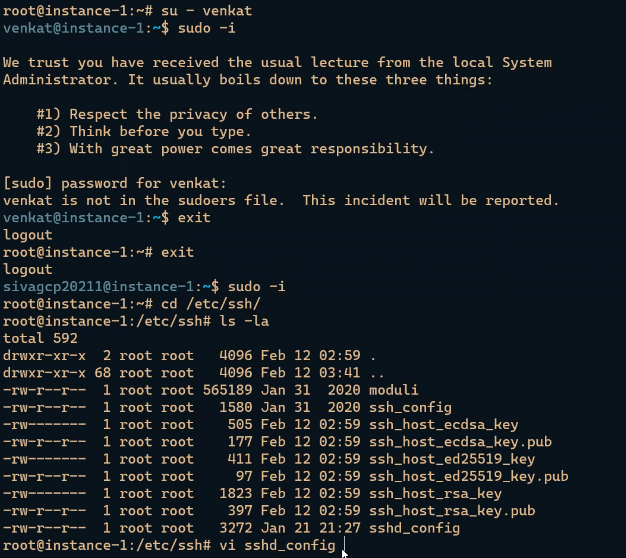 root@instance-1:~# su - venkat
venkat@instance-1:~$ sudo -i
We trust you have received the usual lecture from the local System
Administrator. It usually boils down to these three things:
#1) Respect the privacy of others.
#2) Think before you type.
#3) With great power comes great responsibility.
[sudo] password for venkat:
venkat is not in the sudoers file.  This incident will be reported.
venkat@instance-1:~$ exit
logout
root@instance-1:~# exit
logout
sivagcp20211@instance-1:~$ sudo -i
root@instance-1:~# cd /etc/ssh/
root@instance-1:/etc/ssh# ls -la
total 592
drwxr-xr-x  2 root root   4096 Feb 12 02:59 .
drwxr-xr-x 68 root root   4096 Feb 12 03:41 ..
-rw-r--r--  1 root root 565189 Jan 31  2020 moduli
-rw-r--r--  1 root root   1580 Jan 31  2020 ssh_config
-rw-------  1 root root    505 Feb 12 02:59 ssh_host_ecdsa_key
-rw-r--r--  1 root root    177 Feb 12 02:59 ssh_host_ecdsa_key.pub
-rw-------  1 root root    411 Feb 12 02:59 ssh_host_ed25519_key
-rw-r--r--  1 root root     97 Feb 12 02:59 ssh_host_ed25519_key.pub
-rw-------  1 root root   1823 Feb 12 02:59 ssh_host_rsa_key
-rw-r--r--  1 root root    397 Feb 12 02:59 ssh_host_rsa_key.pub
-rw-r--r--  1 root root   3272 Jan 21 21:27 sshd_config
root@instance-1:/etc/ssh# vi sshd_config